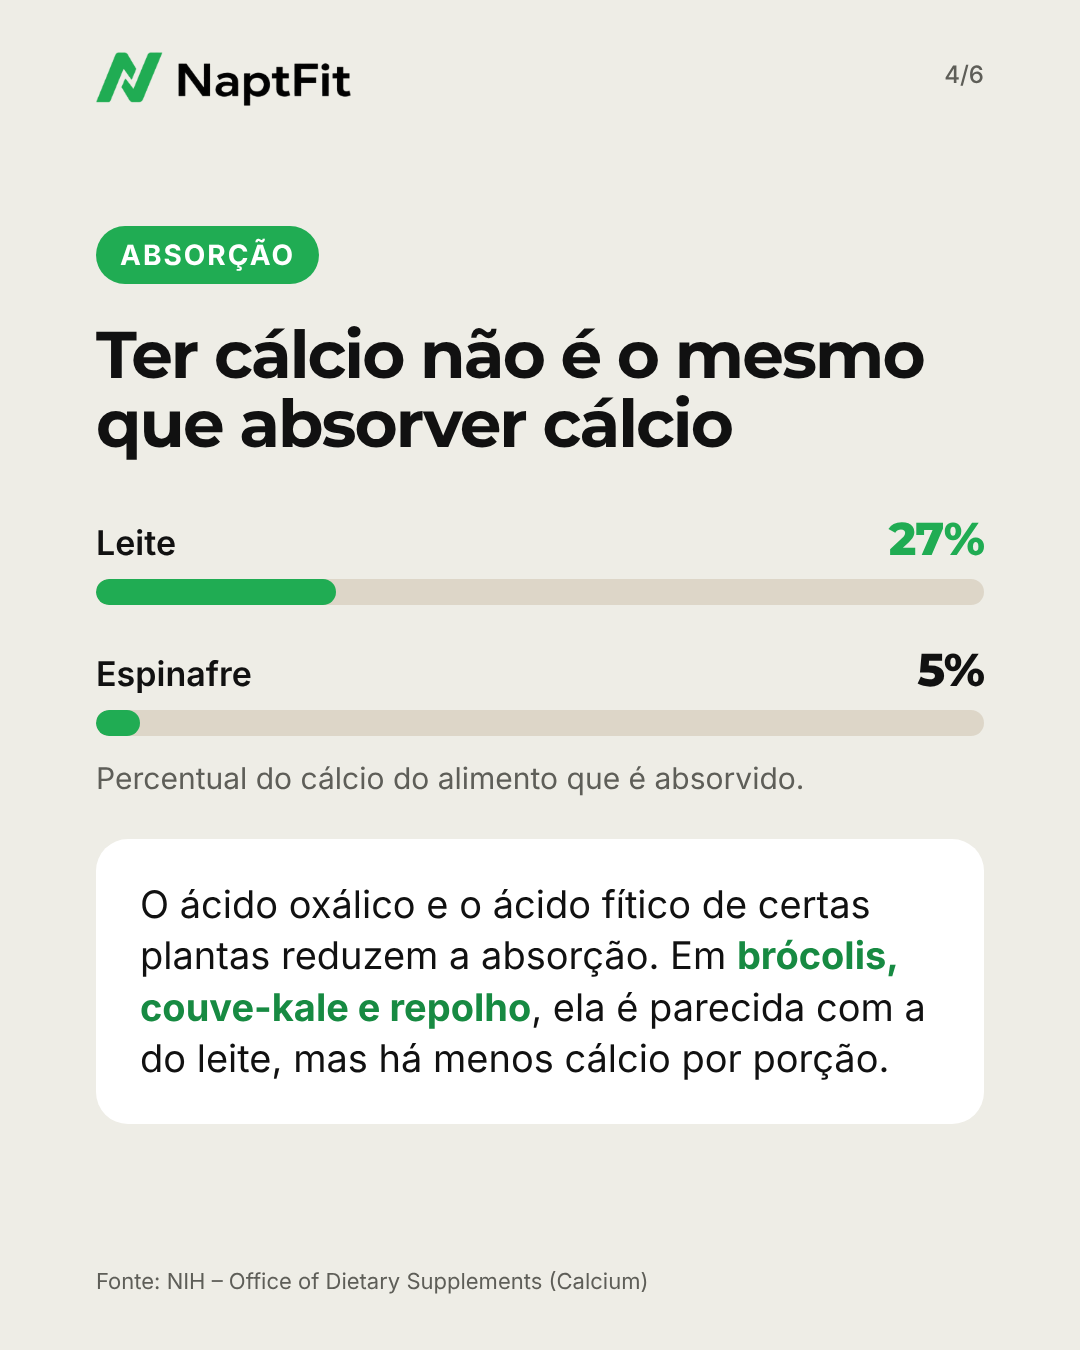 NaptFit
4/6
ABSORÇÃO
Ter cálcio não é o mesmo
que absorver cálcio
Leite
27%
Espinafre
5%
Percentual do cálcio do alimento que é absorvido.
O ácido oxálico e o ácido fítico de certas
plantas reduzem a absorção. Em brócolis,
couve-kale e repolho, ela é parecida com a
do leite, mas há menos cálcio por porção.
Fonte: NIH – Office of Dietary Supplements (Calcium)